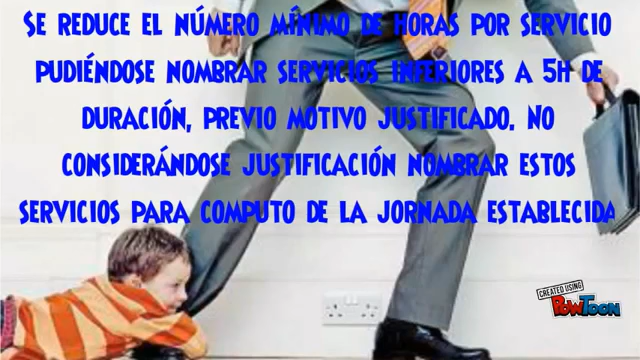 Se reduce el número mínimo de horas por servicio
pudiéndose nombrar servicios inferiores a 5h de
duración, previo motivo justificado. No
considerándose justificación nombrar estos
servicios para computo de la jornada establecida
CREATED USING
PowToon